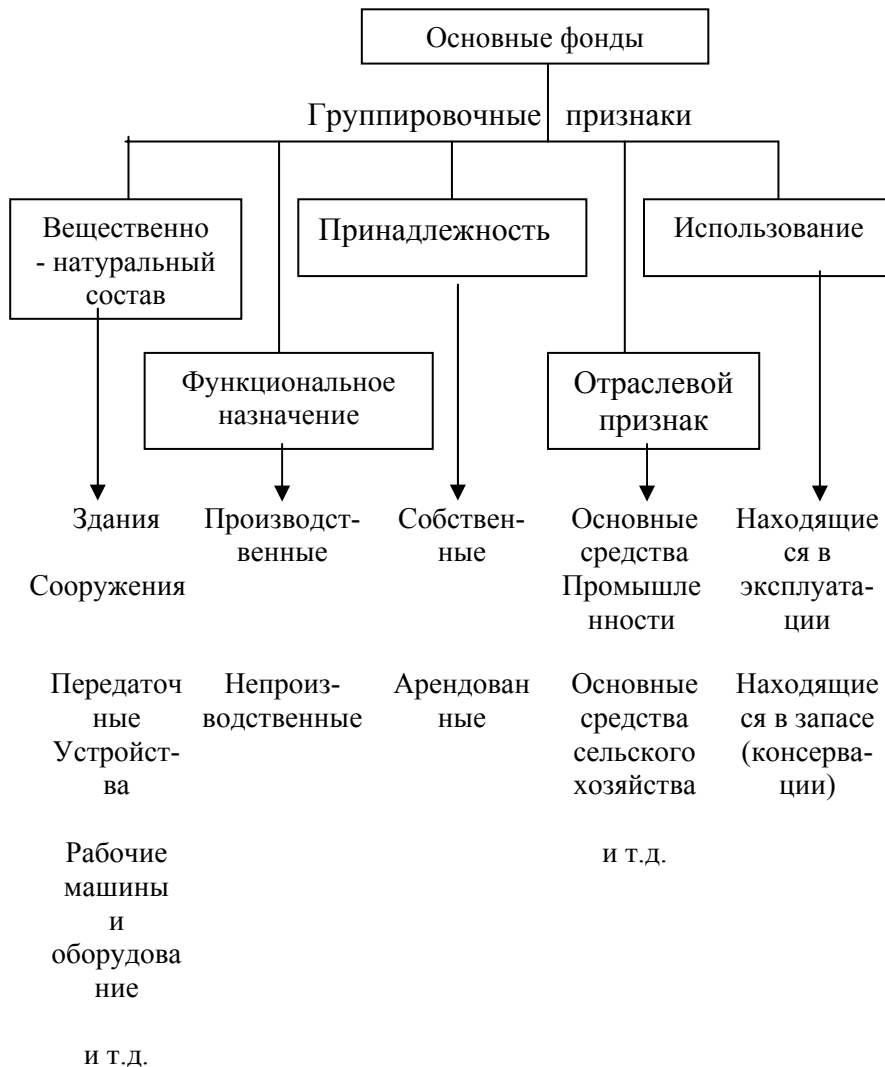 Основные фонды
Группировочные признаки
Вещественно
- натуральный
состав
Принадлежность
Использование
Функциональное
назначение
Отраслевой
признак
Здания
Сооружения
Передаточ
ные
Устройст-
ва
Рабочие
машины
и
оборудова
ние
и т.д.
Производст-
венные
Непроиз-
водственные
Собствен-
ные
Арендован
ные
Основные
средства
Промышле
нности
Основные
средства
сельского
хозяйства
и т.д.
Находящие
ся в
эксплуата-
ции
Находящие
ся в запасе
(консерва-
ции)